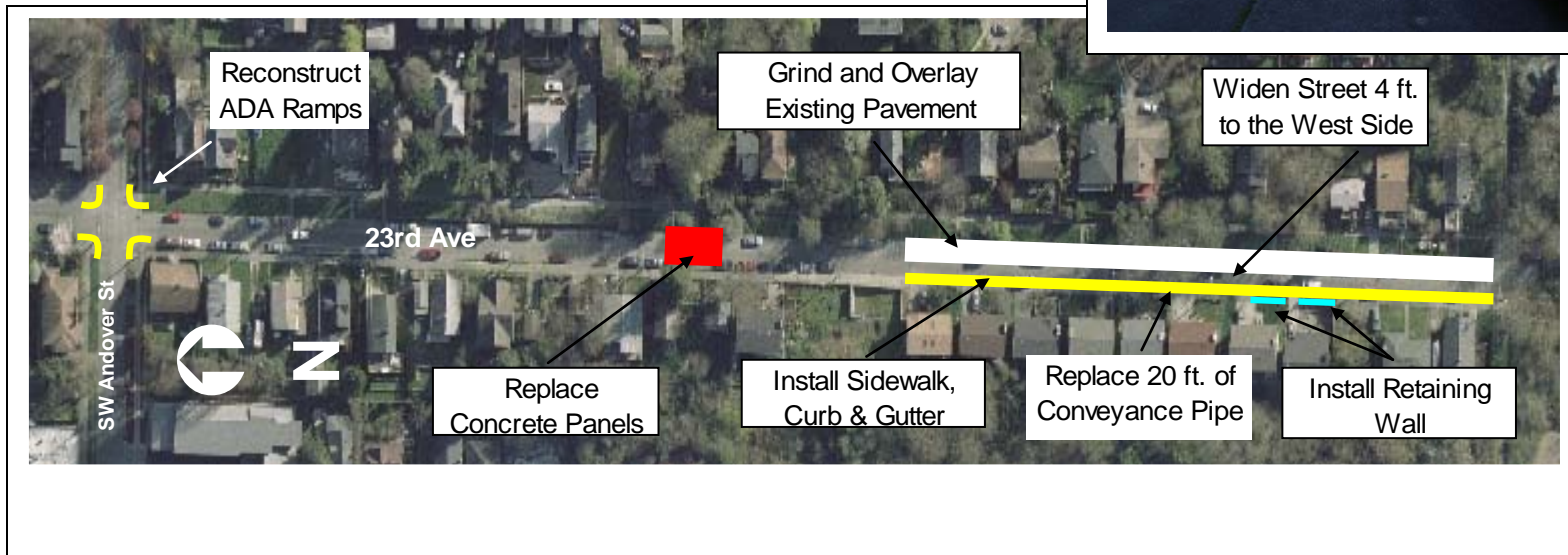 Reconstruct
ADA Ramps
Grind and Overlay
Existing Pavement
Widen Street 4 ft.
to the West Side
23rd Ave
SW Andover St
N
Replace
Concrete Panels
Install Sidewalk,
Curb & Gutter
Replace 20 ft. of
Conveyance Pipe
Install Retaining
Wall